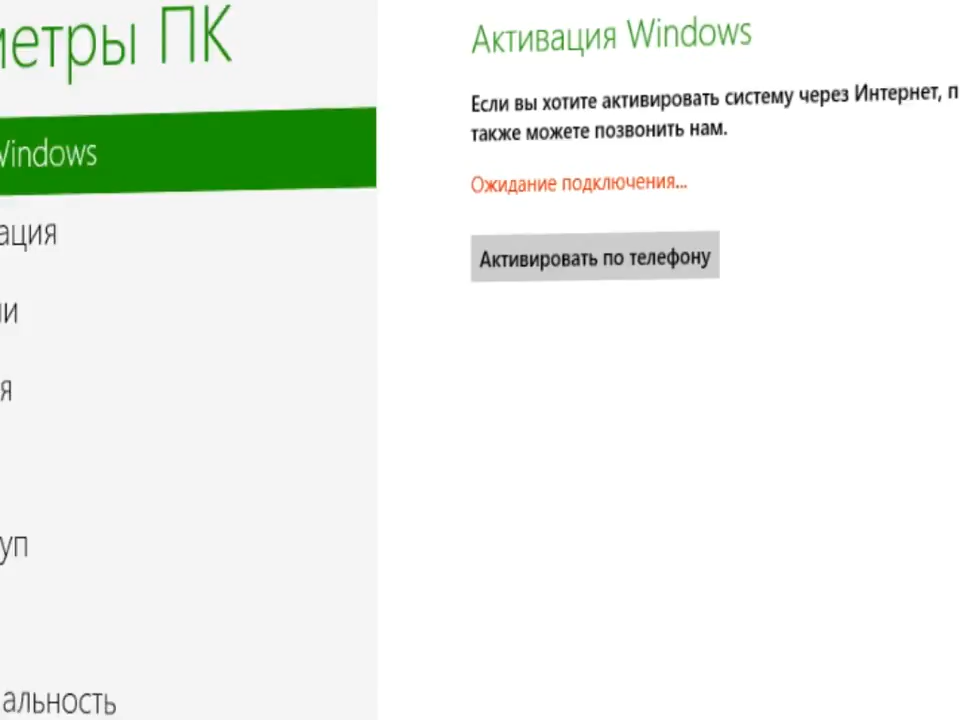 метры ПК
Windows
ация
ии
я
уп
альность
Активация Windows
Если вы хотите активировать систему через Интернет, п
также можете позвонить нам.
Ожидание подключения...
Активировать по телефону